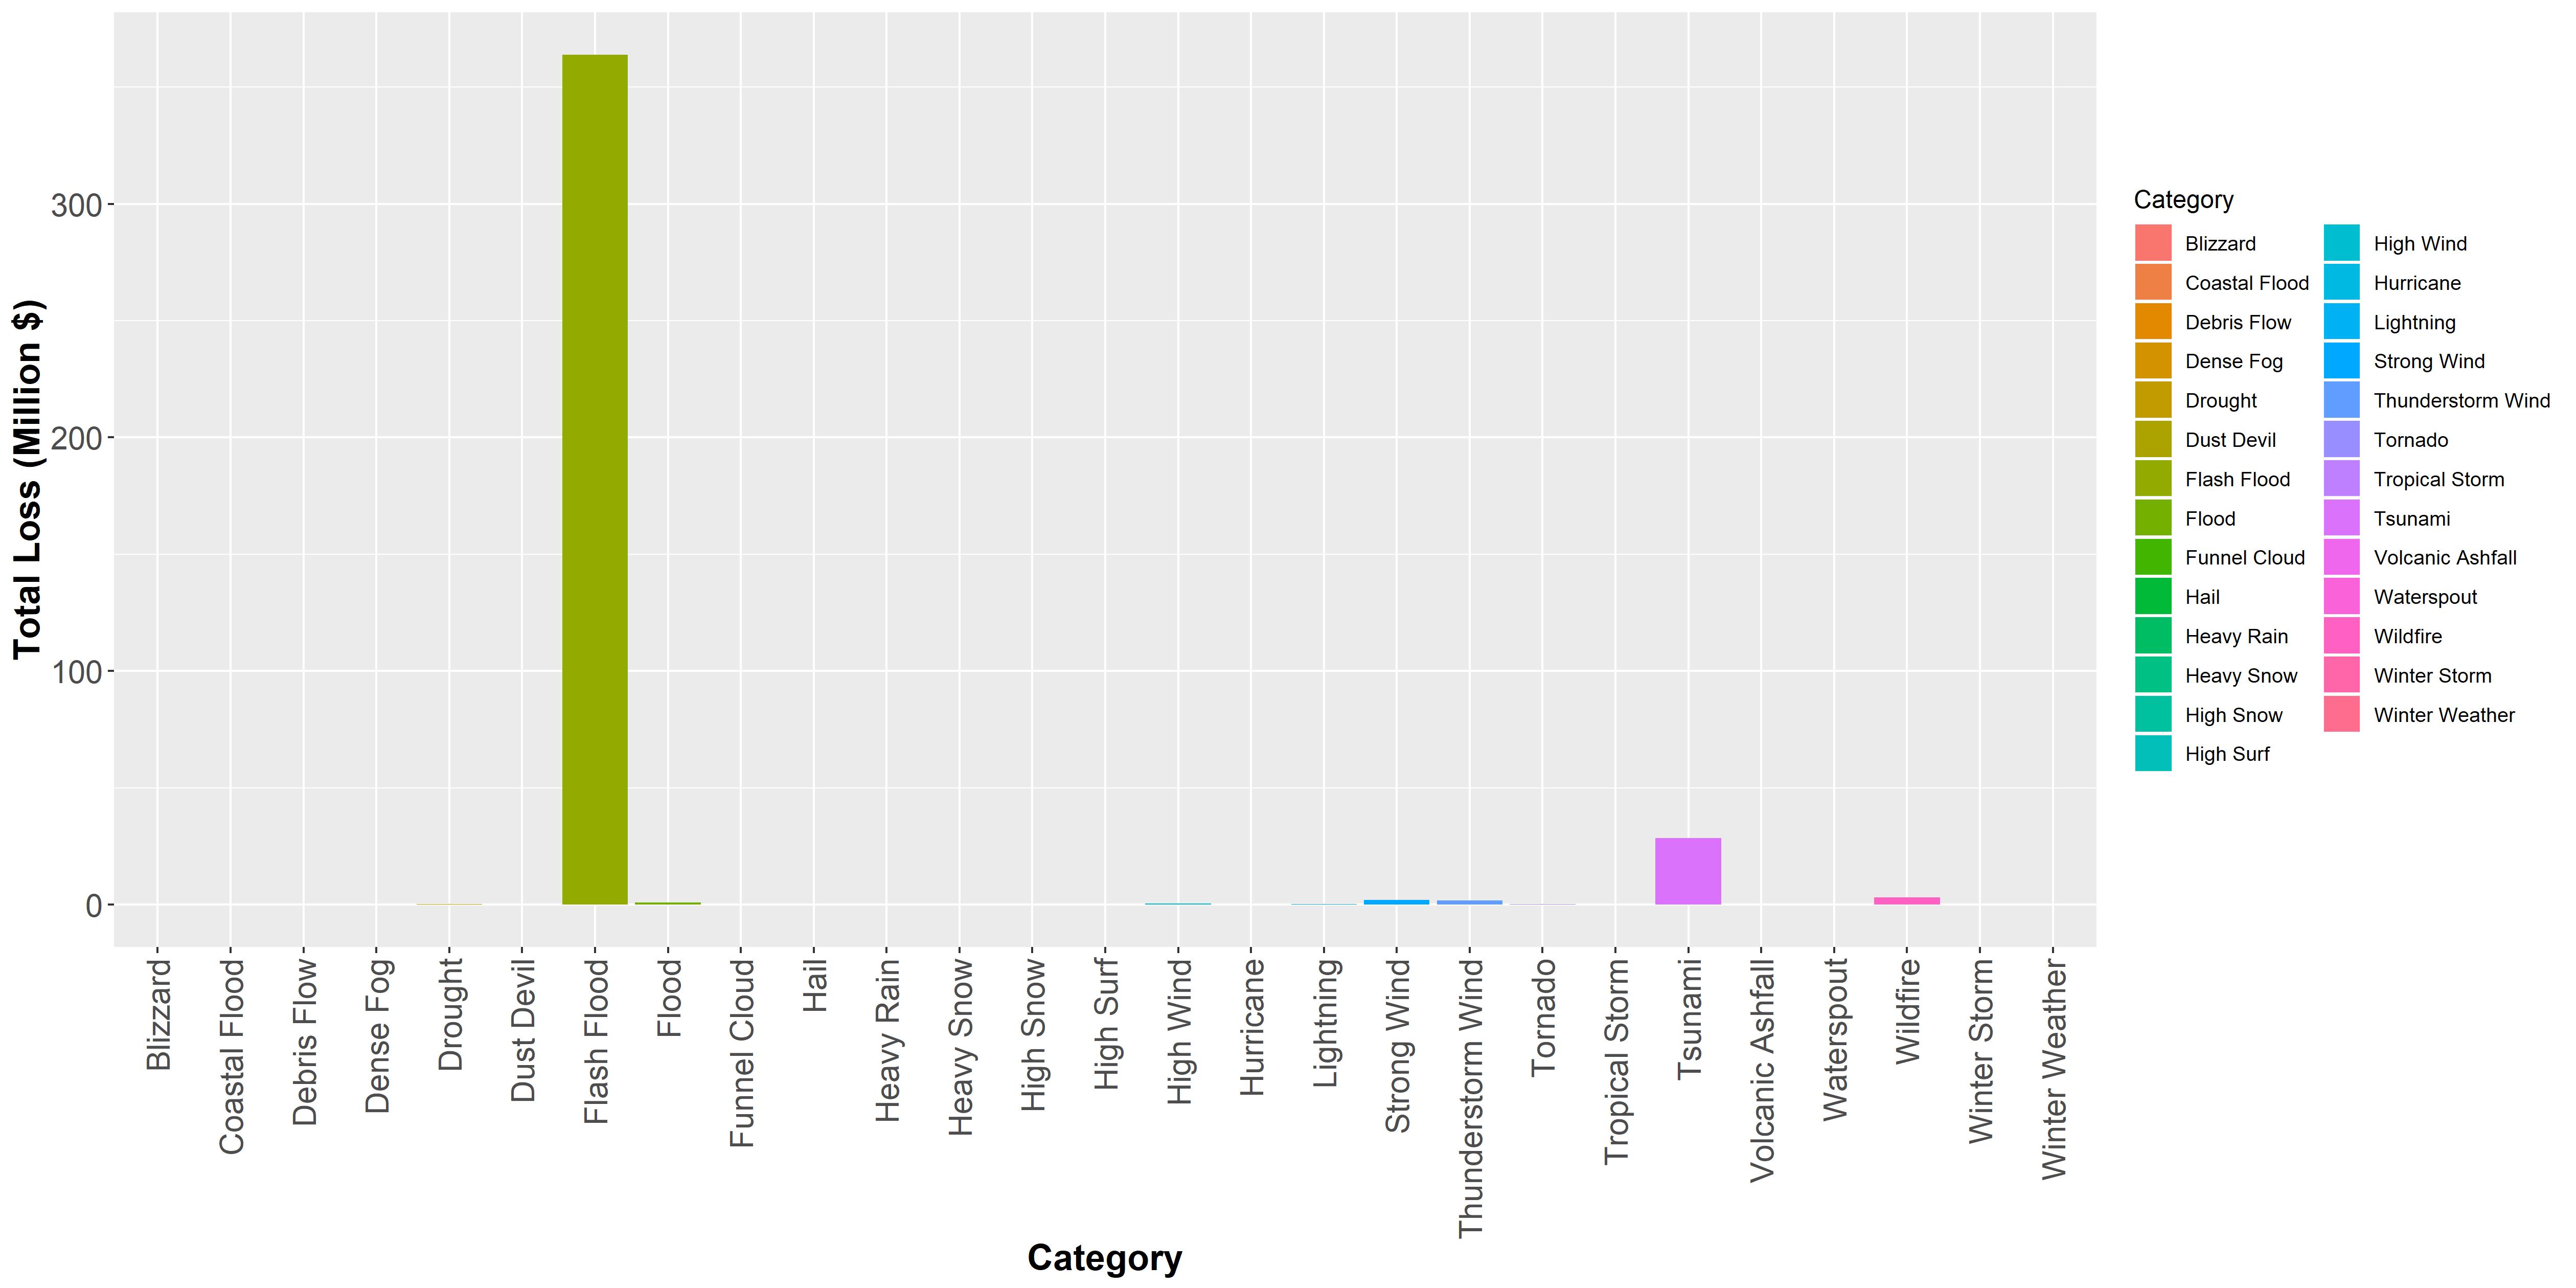 Total Loss (Million $)
300
200
100
0
Blizzard
Coastal Flood
Debris Flow
Dense Fog
Drought
Dust Devil
Flash Flood
Flood
Funnel Cloud
Hail
Heavy Rain
Heavy Snow
High Snow
High Surf
High Wind
Hurricane
Lightning
Strong Wind
Thunderstorm Wind
Tornado
Tropical Storm
Tsunami
Volcanic Ashfall
Waterspout
Wildfire
Winter Storm
Winter Weather
Category
Category
Blizzard
Coastal Flood
Debris Flow
Dense Fog
Drought
Dust Devil
Flash Flood
Flood
Funnel Cloud
Hail
Heavy Rain
Heavy Snow
High Snow
High Surf
High Wind
Hurricane
Lightning
Strong Wind
Thunderstorm Wind
Tornado
Tropical Storm
Tsunami
Volcanic Ashfall
Waterspout
Wildfire
Winter Storm
Winter Weather